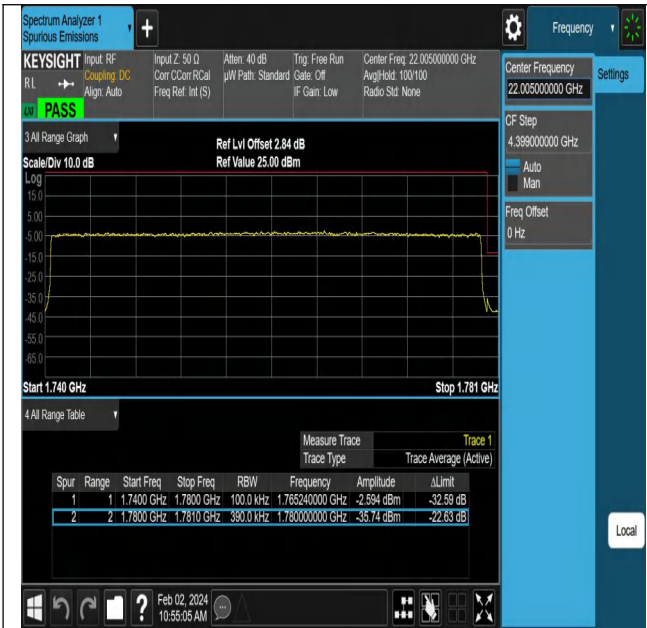 Spectrum Analyzer 1
Spurious Emissions
+
Frequency
KEYSIGHT
Input: RF
Coupling: DC
Align: Auto
RL
Input Z: 50 Ω
Corr CCorr RCal
Freq Ref: Int (S)
Atten: 40 dB
µW Path: Standard
Trig: Free Run
Gate: Off
IF Gain: Low
Center Freq: 22.005000000 GHz
Avg|Hold: 100/100
Radio Std: None
PASS
Center Frequency
22.005000000 GHz
Settings
CF Step
4.399000000 GHz
Auto
Man
Freq Offset
0 Hz
3 All Range Graph
Ref Lvl Offset 2.84 dB
Scale/Div 10.0 dB
Ref Value 25.00 dBm
Log
15.0
5.00
-5.00
-15.0
-25.0
-35.0
-45.0
-55.0
-65.0
Start 1.740 GHz
Stop 1.781 GHz
4 All Range Table
Measure Trace Trace 1
Trace Type Trace Average (Active)
Spur Range Start Freq Stop Freq RBW Frequency Amplitude ΔLimit
1 1 1.7400 GHz 1.7800 GHz 100.0 kHz 1.765240000 GHz -2.594 dBm -32.59 dB
2 2 1.7800 GHz 1.7810 GHz 390.0 kHz 1.780000000 GHz -35.74 dBm -22.63 dB
Local
?
Feb 02, 2024
10:55:05 AM